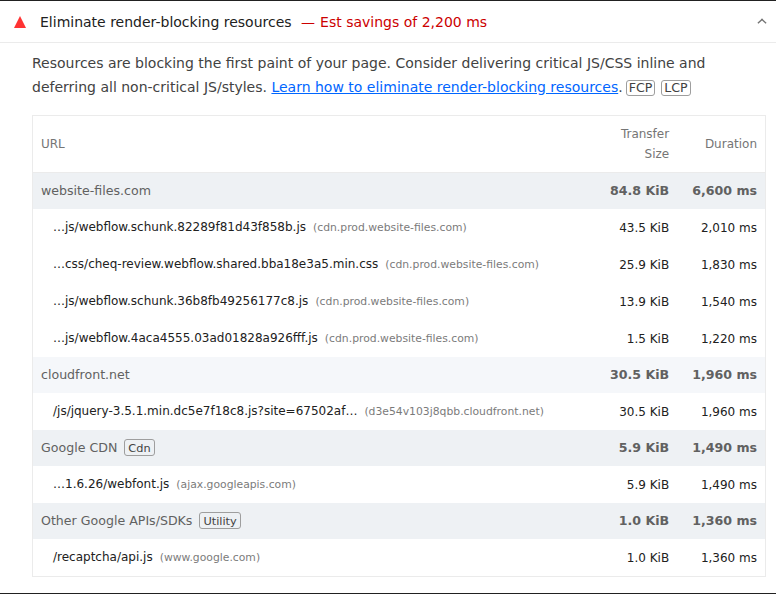 Eliminate render-blocking resources — Est savings of 2,200 ms
Resources are blocking the first paint of your page. Consider delivering critical JS/CSS inline and
deferring all non-critical JS/styles. Learn how to eliminate render-blocking resources. FCP LCP
URL Transfer Size Duration
website-files.com 84.8 KiB 6,600 ms
…js/webflow.schunk.82289f81d43f858b.js (cdn.prod.website-files.com) 43.5 KiB 2,010 ms
…css/cheq-review.webflow.shared.bba18e3a5.min.css (cdn.prod.website-files.com) 25.9 KiB 1,830 ms
…js/webflow.schunk.36b8fb49256177c8.js (cdn.prod.website-files.com) 13.9 KiB 1,540 ms
…js/webflow.4aca4555.03ad01828a926fff.js (cdn.prod.website-files.com) 1.5 KiB 1,220 ms
cloudfront.net 30.5 KiB 1,960 ms
/js/jquery-3.5.1.min.dc5e7f18c8.js?site=67502af… (d3e54v103j8qbb.cloudfront.net) 30.5 KiB 1,960 ms
Google CDN Cdn 5.9 KiB 1,490 ms
…1.6.26/webfont.js (ajax.googleapis.com) 5.9 KiB 1,490 ms
Other Google APIs/SDKs Utility 1.0 KiB 1,360 ms
/recaptcha/api.js (www.google.com) 1.0 KiB 1,360 ms